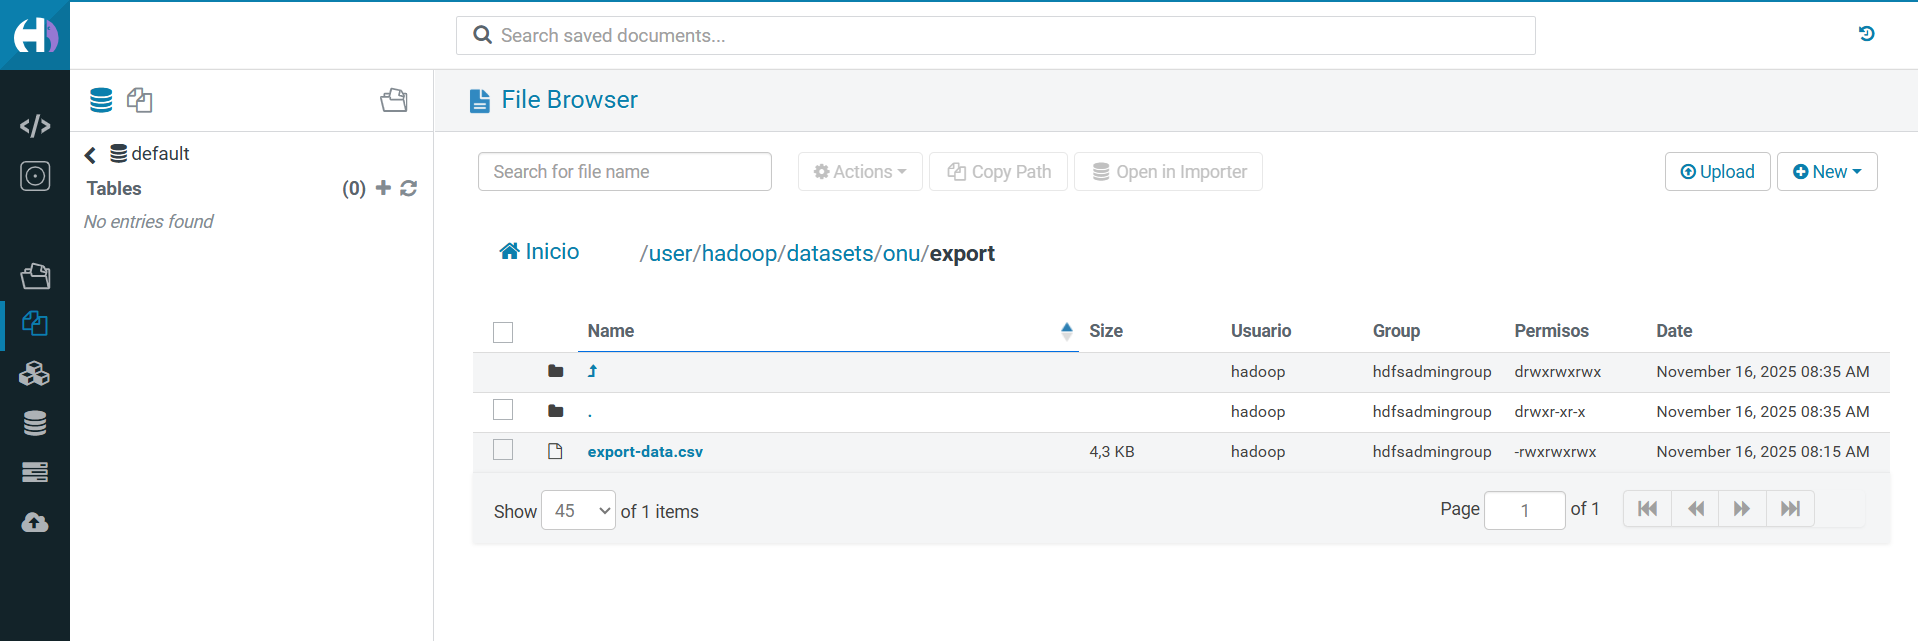 Search saved documents...
File Browser
default
Tables (0)
No entries found
Search for file name Actions Copy Path Open in Importer Upload New
Inicio /user/hadoop/datasets/onu/export
Name Size Usuario Group Permisos Date
hadoop hdfsadmingroup drwxrwxrwx November 16, 2025 08:35 AM
. hadoop hdfsadmingroup drwxr-xr-x November 16, 2025 08:35 AM
export-data.csv 4,3 KB hadoop hdfsadmingroup -rwxrwxrwx November 16, 2025 08:15 AM
Show 45 of 1 items Page 1 of 1